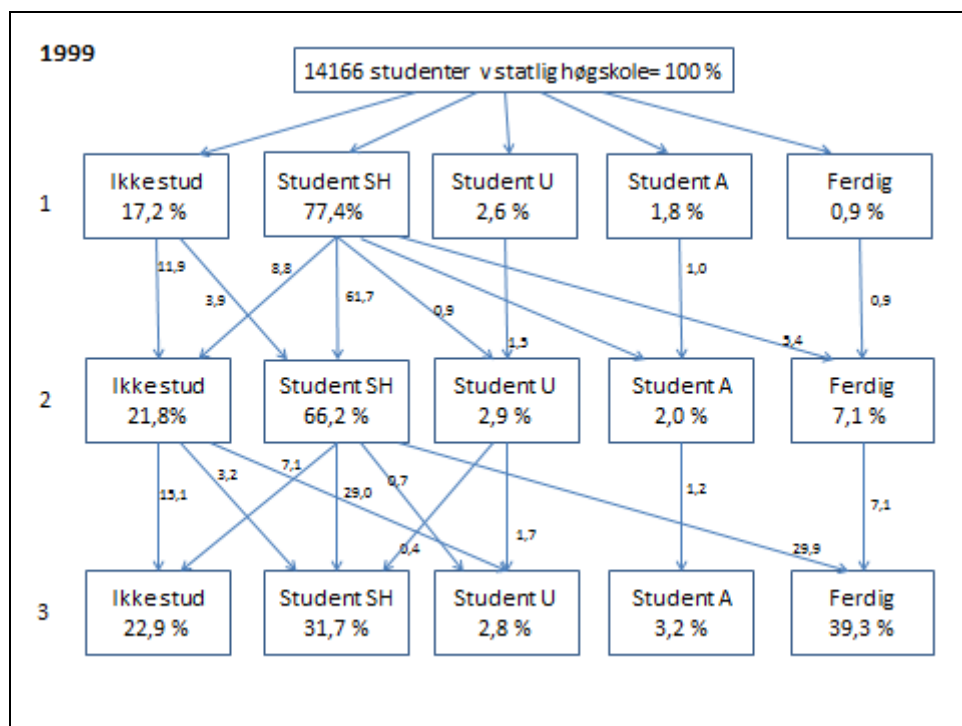 1999
14166 studenter v statlig høgskole= 100 %
1
Ikke stud
17,2 %
Student SH
77,4%
Student U
2,6 %
Student A
1,8 %
Ferdig
0,9 %
11,9
3,9
8,8
61,7
0,9
1,5
1,0
5,4
0,9
2
Ikke stud
21,8%
Student SH
66,2 %
Student U
2,9 %
Student A
2,0 %
Ferdig
7,1 %
15,1
3,2
7,1
29,0
0,7
0,4
1,7
1,2
29,9
7,1
3
Ikke stud
22,9 %
Student SH
31,7 %
Student U
2,8 %
Student A
3,2 %
Ferdig
39,3 %